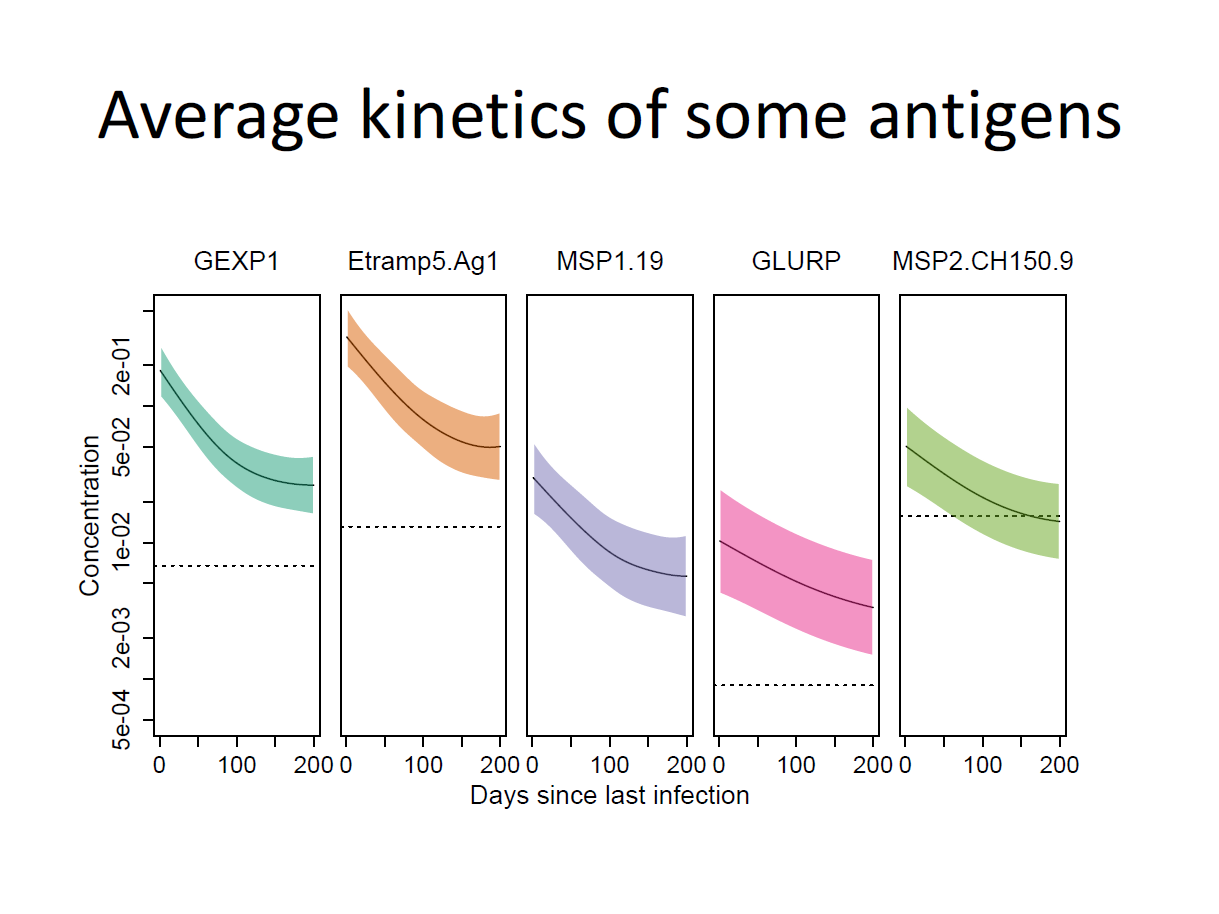 Average kinetics of some antigens
GEXP1 Etramp5.Ag1 MSP1.19 GLURP MSP2.CH150.9
Concentration
2e-01
5e-02
1e-02
2e-03
5e-04
0 100 200 0 100 200 0 100 200 0 100 200 0 100 200
Days since last infection